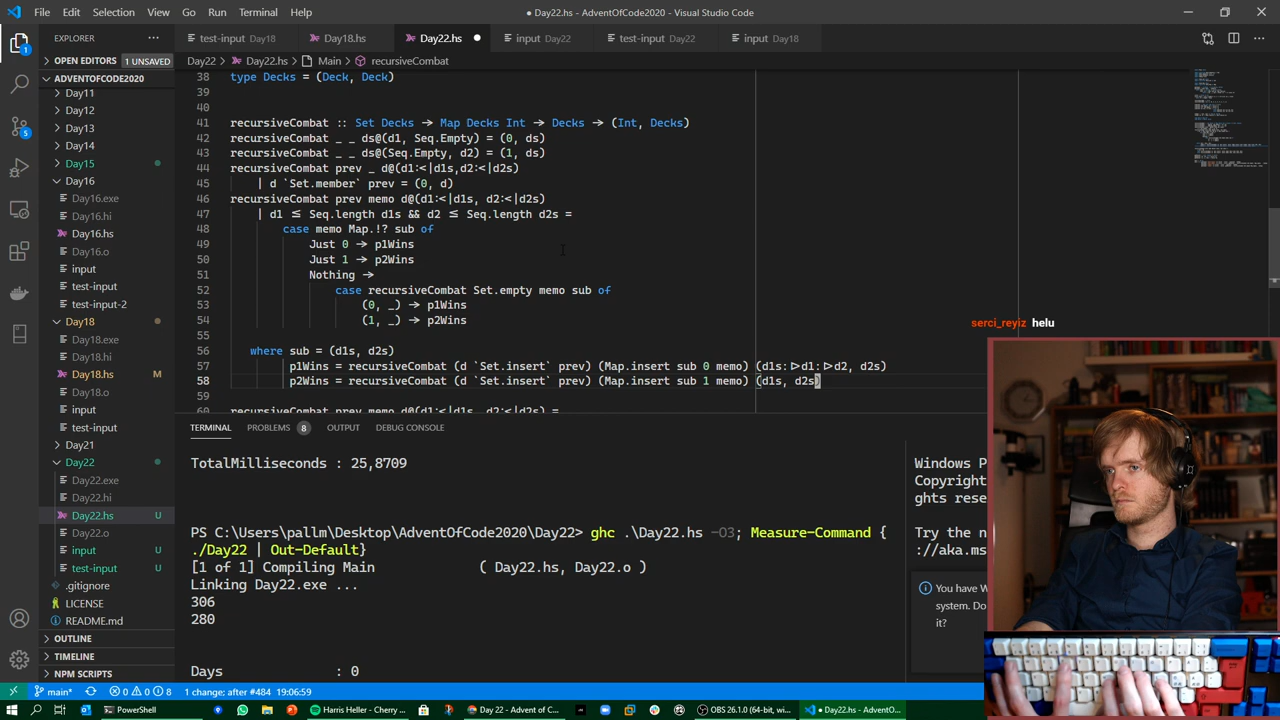 File Edit Selection View Go Run Terminal Help
● Day22.hs - AdventOfCode2020 - Visual Studio Code
EXPLORER
test-input Day18
Day18.hs
Day22.hs
input Day22
test-input Day22
input Day18
OPEN EDITORS 1 UNSAVED
Day22 > Day22.hs > Main > recursiveCombat
ADVENTOFCODE2020
Day11
Day12
Day13
Day14
Day15
Day16
Day16.exe
Day16.hi
Day16.hs
Day16.o
input
test-input
test-input-2
Day18
Day18.exe
Day18.hi
Day18.hs M
Day18.o
input
test-input
Day21
Day22
Day22.exe
Day22.hi
Day22.hs U
Day22.o
input U
test-input U
.gitignore
LICENSE
README.md
OUTLINE
TIMELINE
NPM SCRIPTS
38 type Decks = (Deck, Deck)
39
40
41 recursiveCombat :: Set Decks → Map Decks Int → Decks → (Int, Decks)
42 recursiveCombat _ _ ds@(d1, Seq.Empty) = (0, ds)
43 recursiveCombat _ _ ds@(Seq.Empty, d2) = (1, ds)
44 recursiveCombat prev _ d@(d1:<|d1s,d2:<|d2s)
45 | d `Set.member` prev = (0, d)
46 recursiveCombat prev memo d@(d1:<|d1s, d2:<|d2s)
47 | d1 ≤ Seq.length d1s && d2 ≤ Seq.length d2s =
48 case memo Map.!? sub of
49 Just 0 → p1Wins
50 Just 1 → p2Wins
51 Nothing →
52 case recursiveCombat Set.empty memo sub of
53 (0, _) → p1Wins
54 (1, _) → p2Wins
55
56 where sub = (d1s, d2s)
57 p1Wins = recursiveCombat (d `Set.insert` prev) (Map.insert sub 0 memo) (d1s:▷d1:▷d2, d2s)
58 p2Wins = recursiveCombat (d `Set.insert` prev) (Map.insert sub 1 memo) (d1s, d2s)
59
60 recursiveCombat prev memo d@(d1:<|d1s, d2:<|d2s) =
serci_reyiz helu
TERMINAL PROBLEMS 8 OUTPUT DEBUG CONSOLE
TotalMilliseconds : 25,8709
PS C:\Users\pallm\Desktop\AdventOfCode2020\Day22> ghc .\Day22.hs -O3; Measure-Command {
./Day22 | Out-Default}
[1 of 1] Compiling Main ( Day22.hs, Day22.o )
Linking Day22.exe ...
306
280
Days : 0
Windows P
Copyright
ghts rese
Try the n
://aka.ms
You have W
system. Do
it?
1
5
main* 0 0 8 1 change; after #484 19:06:59
PowerShell
Harris Heller - Cherry ...
Day 22 - Advent of C...
OBS 26.1.0 (64-bit, wi...
● Day22.hs - AdventO...